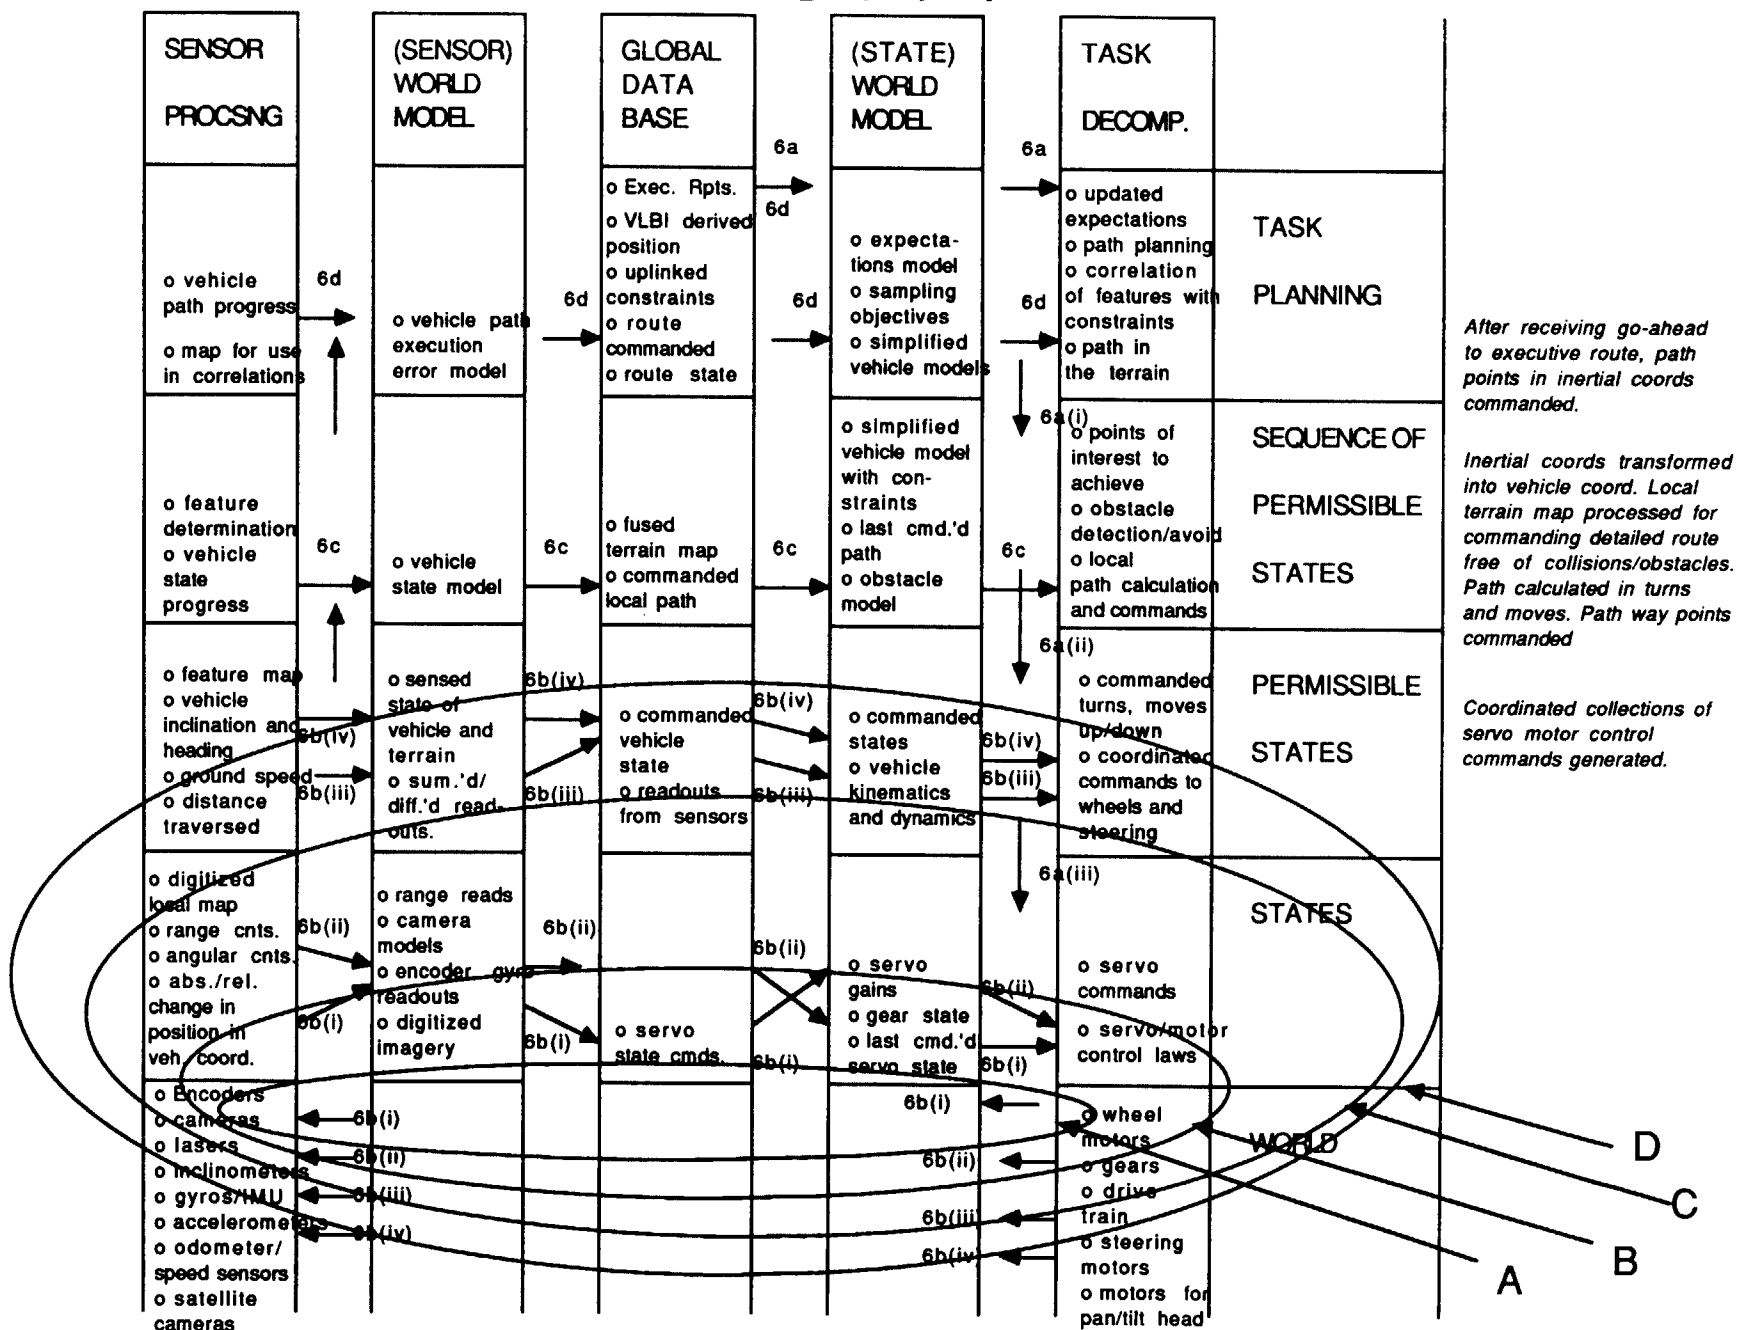 SENSOR
PROCSNG
(SENSOR)
WORLD
MODEL
GLOBAL
DATA
BASE
(STATE)
WORLD
MODEL
TASK
DECOMP.
6a
6a
o vehicle
path progress
o map for use
in correlations
6d
o vehicle path
execution
error model
6d
o Exec. Rpts.
o VLBI derived
position
o uplinked
constraints
o route
commanded
o route state
6d
6d
o expecta-
tions model
o sampling
objectives
o simplified
vehicle models
6d
o updated
expectations
o path planning
o correlation
of features with
constraints
o path in
the terrain
TASK
PLANNING
After receiving go-ahead
to executive route, path
points in inertial coords
commanded.
6a(i)
o feature
determination
o vehicle
state
progress
6c
o vehicle
state model
6c
o fused
terrain map
o commanded
local path
6c
o simplified
vehicle model
with con-
straints
o last cmd.'d
path
o obstacle
model
6c
o points of
interest to
achieve
o obstacle
detection/avoid
o local
path calculation
and commands
SEQUENCE OF
PERMISSIBLE
STATES
Inertial coords transformed
into vehicle coord. Local
terrain map processed for
commanding detailed route
free of collisions/obstacles.
Path calculated in turns
and moves. Path way points
commanded
6a(ii)
o feature map
o vehicle
inclination and
heading
o ground speed
o distance
traversed
6b(iv)
6b(iii)
o sensed
state of
vehicle and
terrain
o sum.'d/
diff.'d read-
outs.
6b(iv)
6b(iii)
o commanded
vehicle
state
o readouts
from sensors
6b(iv)
6b(iii)
o commanded
states
o vehicle
kinematics
and dynamics
6b(iv)
6b(iii)
o commanded
turns, moves
up/down
o coordinated
commands to
wheels and
steering
PERMISSIBLE
STATES
Coordinated collections of
servo motor control
commands generated.
6a(iii)
o digitized
local map
o range cnts.
o angular cnts.
o abs./rel.
change in
position in
veh. coord.
6b(ii)
6b(i)
o range reads
o camera
models
o encoder gyro
readouts
o digitized
imagery
6b(ii)
6b(i)
o servo
state cmds.
6b(ii)
6b(i)
o servo
gains
o gear state
o last cmd.'d
servo state
6b(ii)
6b(i)
o servo
commands
o servo/motor
control laws
STATES
o Encoders
o cameras
o lasers
o inclinometers
o gyros/IMU
o accelerometers
o odometer/
speed sensors
o satellite
cameras
6b(i)
6b(ii)
6b(iii)
6b(iv)
6b(i)
6b(ii)
6b(iii)
6b(iv)
o wheel
motors
o gears
o drive
train
o steering
motors
o motors for
pan/tilt head
WORLD
D
C
B
A